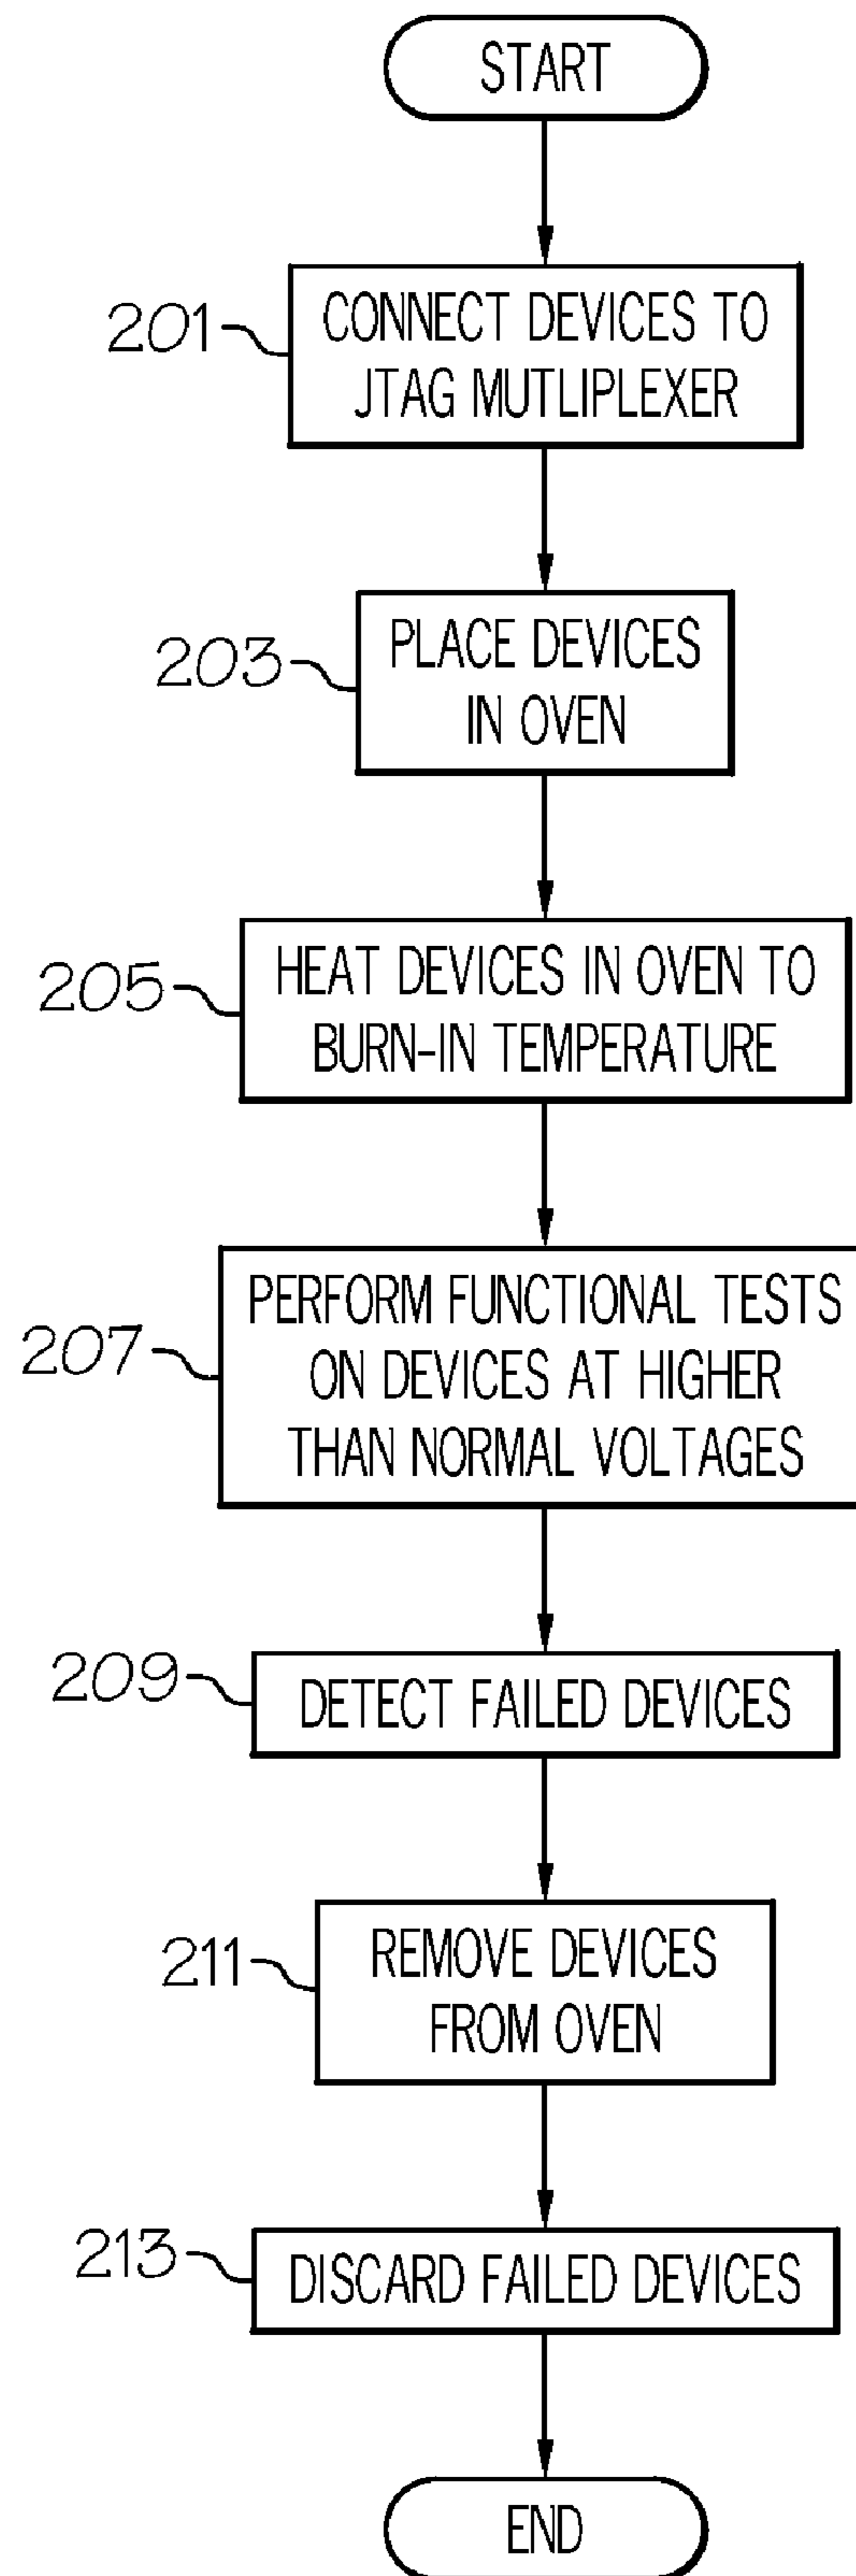 START
201
CONNECT DEVICES TO
JTAG MUTLIPLEXER
203
PLACE DEVICES
IN OVEN
205
HEAT DEVICES IN OVEN TO
BURN-IN TEMPERATURE
207
PERFORM FUNCTIONAL TESTS
ON DEVICES AT HIGHER
THAN NORMAL VOLTAGES
209
DETECT FAILED DEVICES
211
REMOVE DEVICES
FROM OVEN
213
DISCARD FAILED DEVICES
END